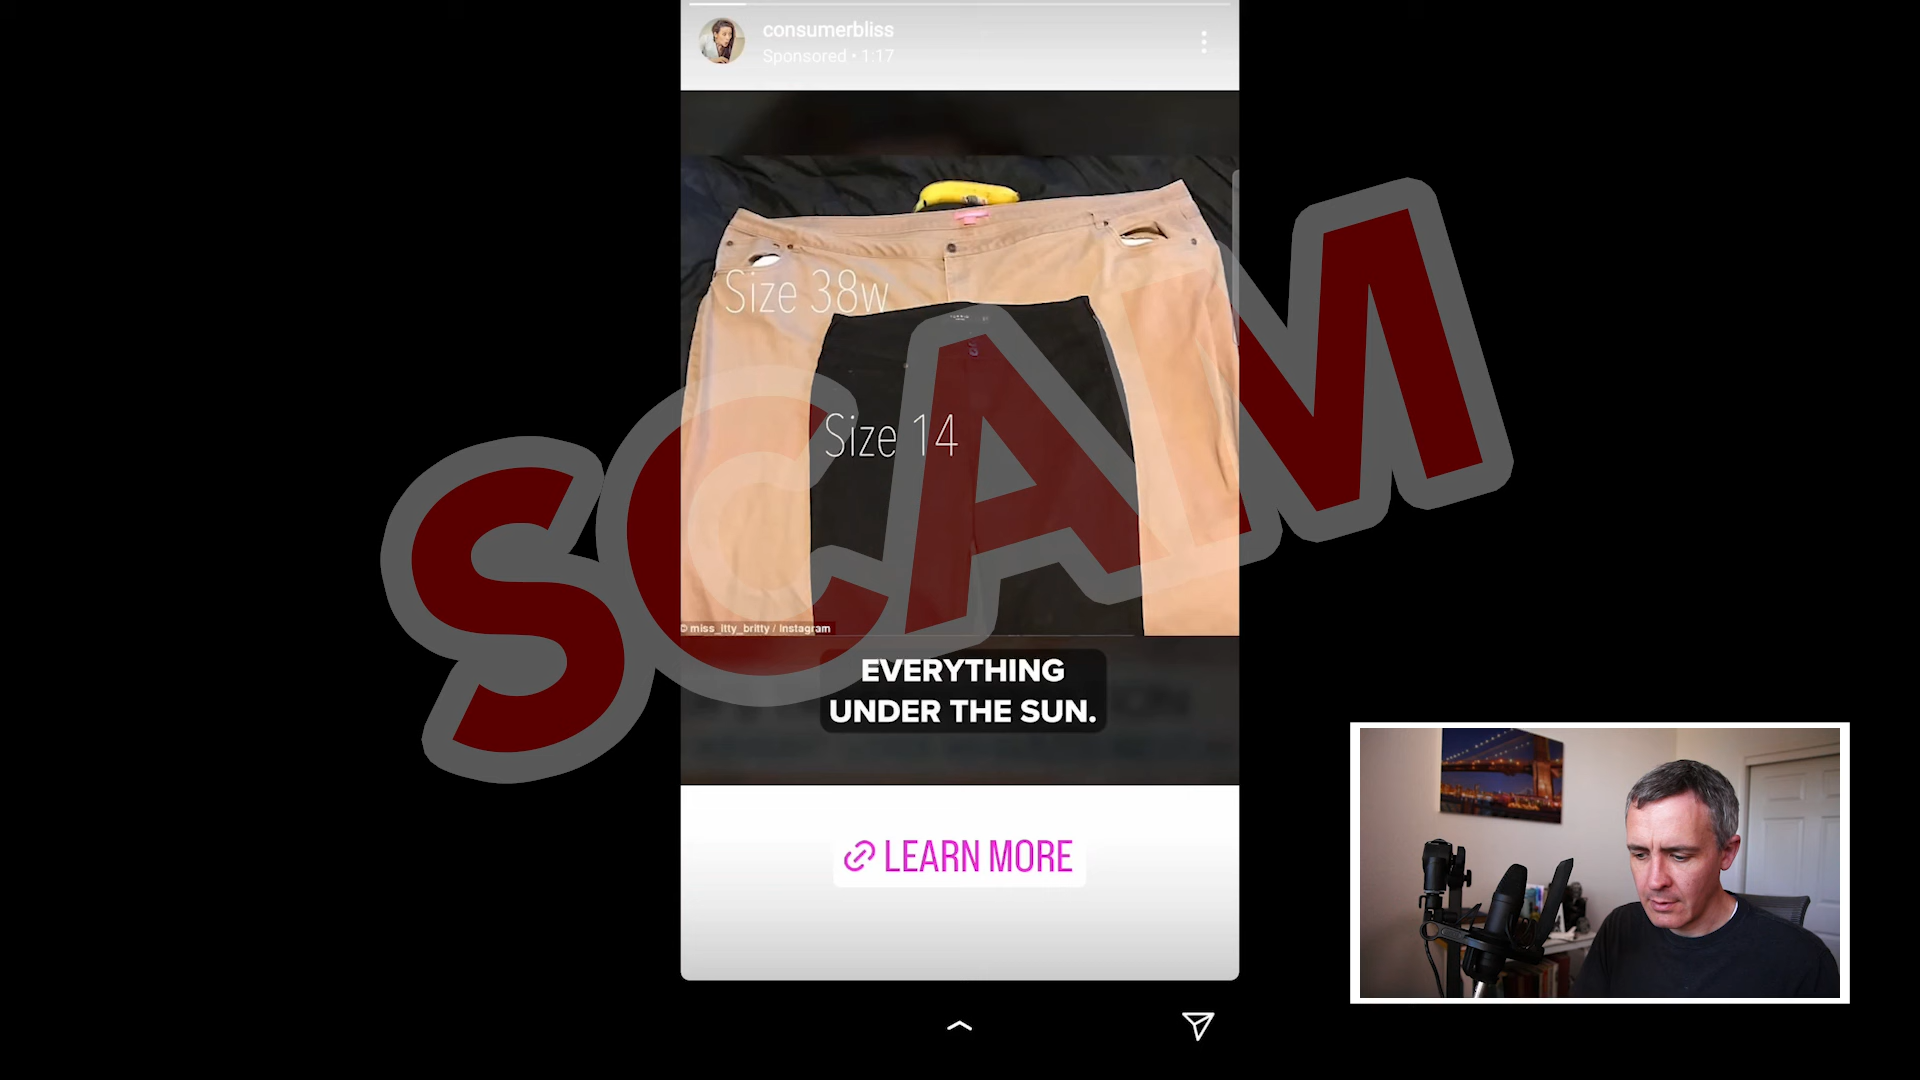 consumerbliss
Sponsored • 1:17
Size 38w
Size 14
SCAM
© miss_itty_britty / Instagram
EVERYTHING
UNDER THE SUN.
LEARN MORE